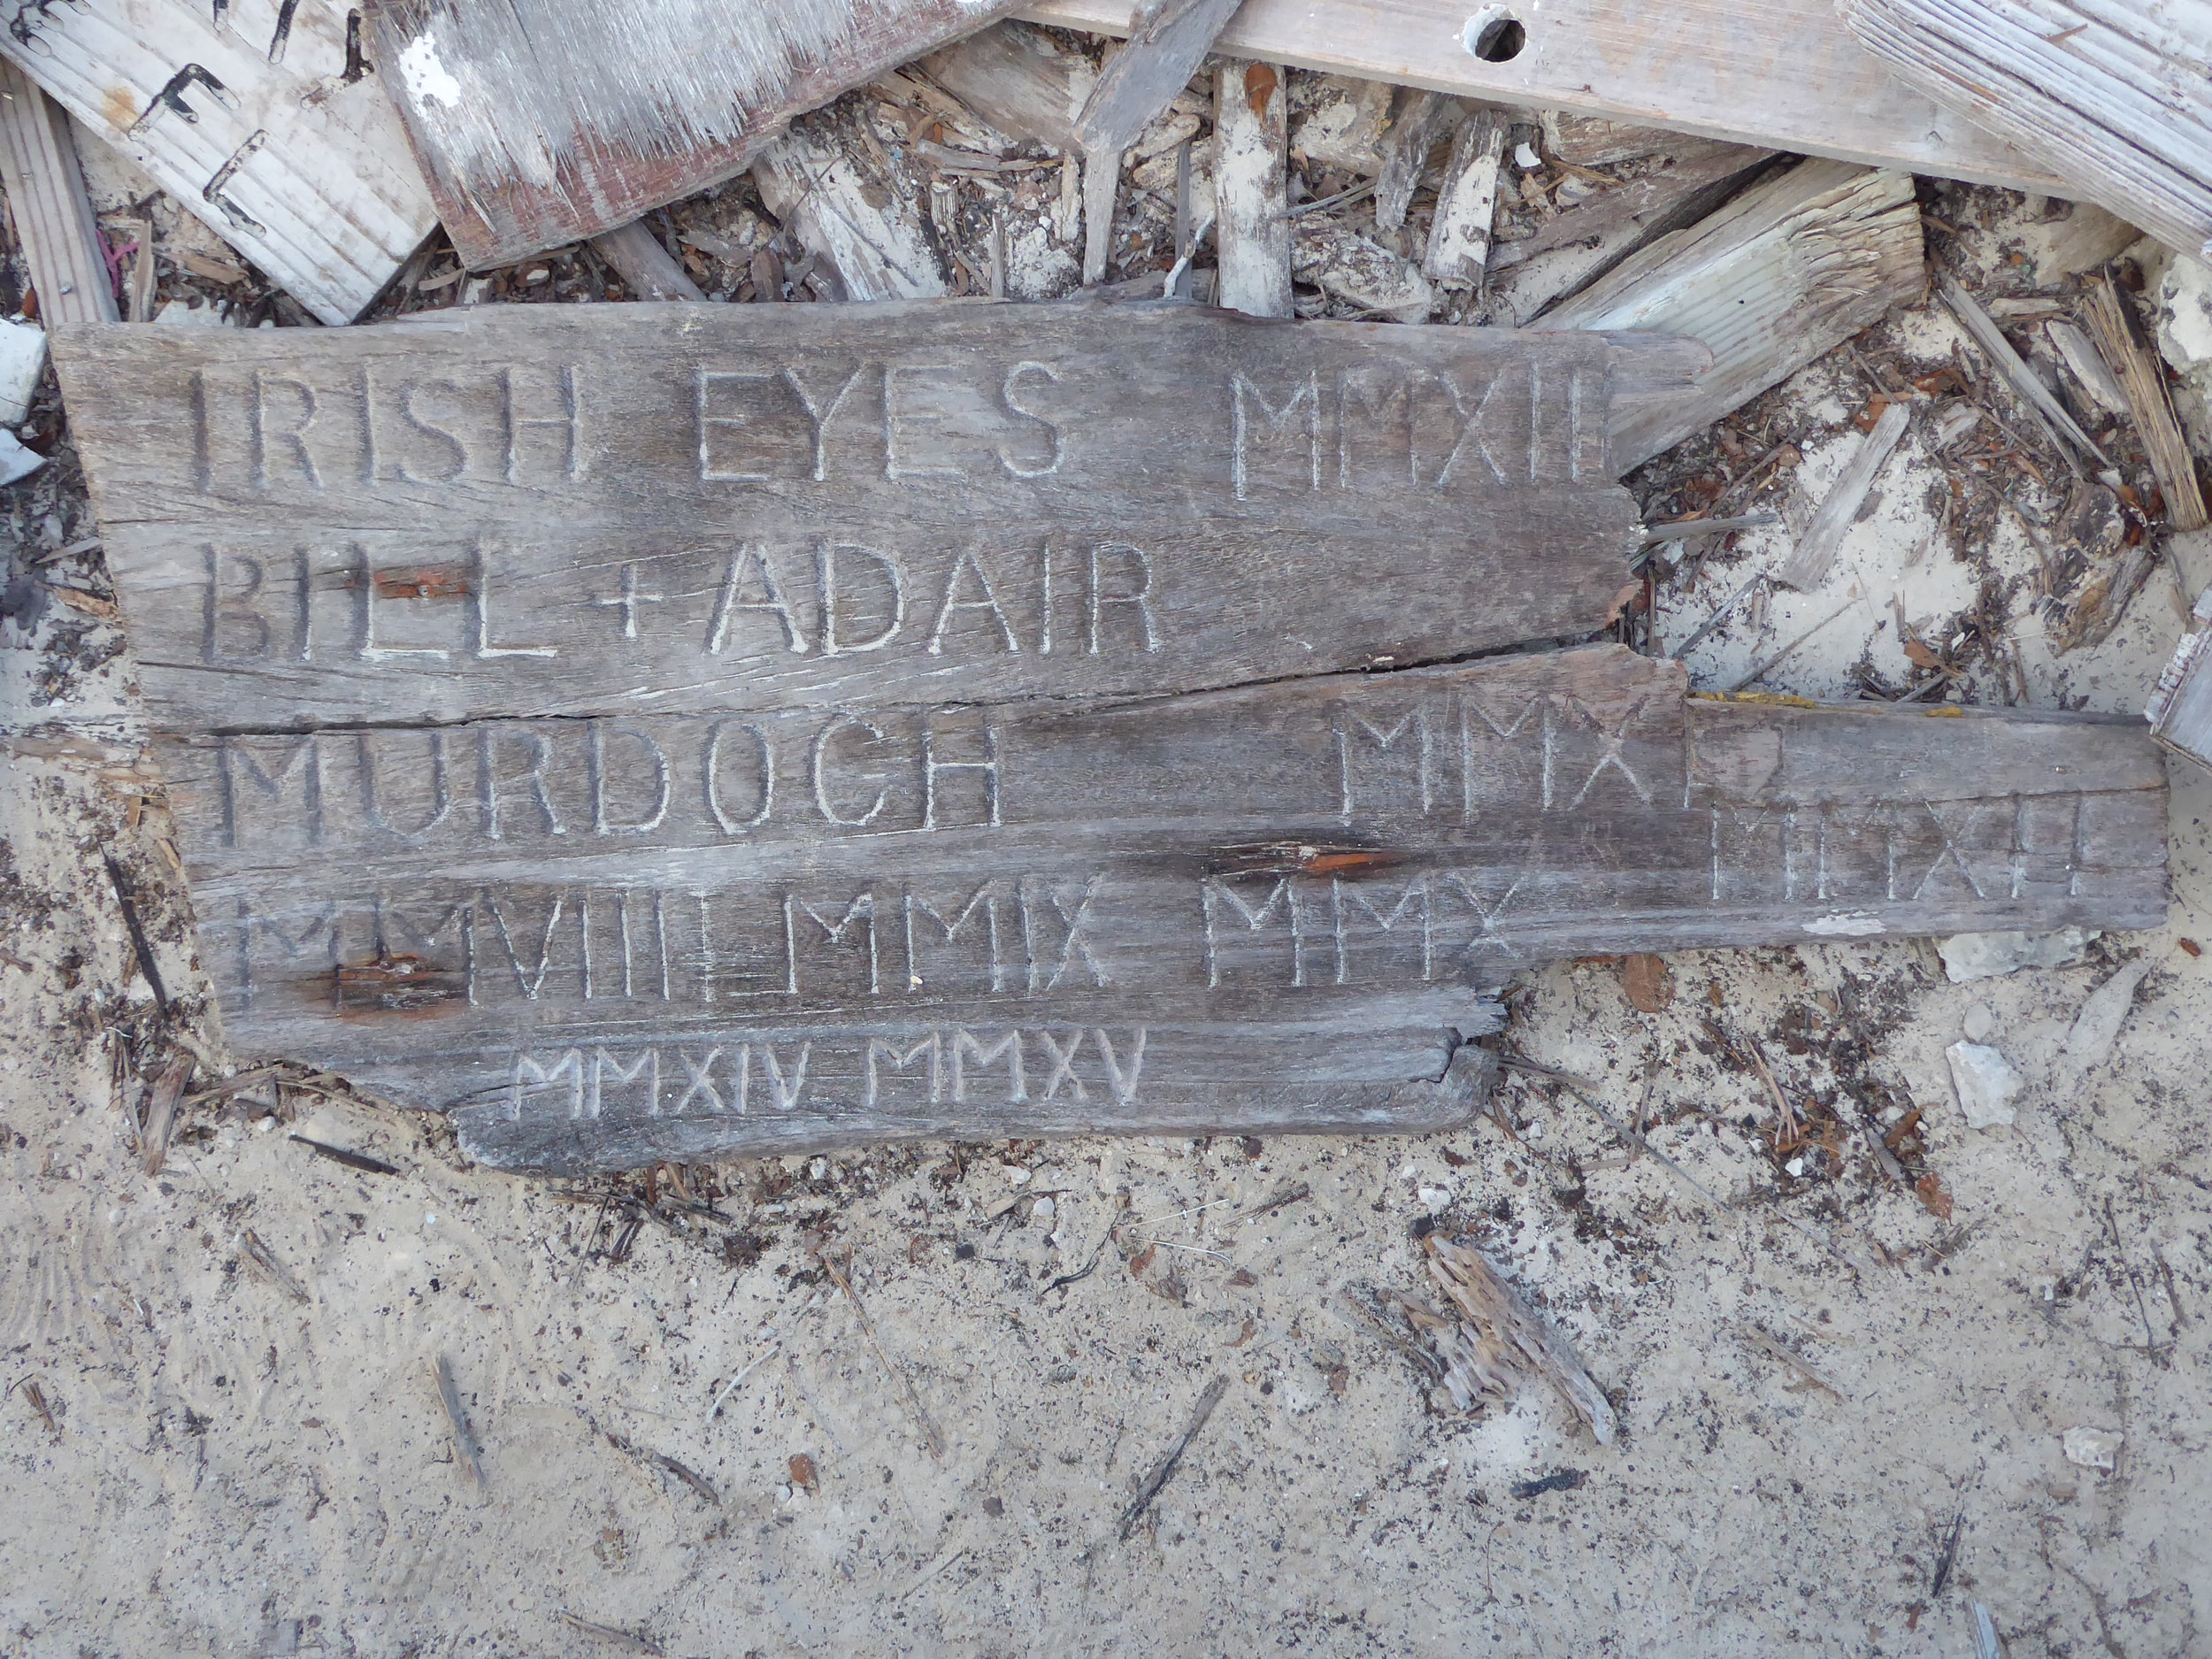 IRISH EYES MMXII
BILL + ADAIR
MURDOCH MMXI
MMVIII MMIX MMX MMXIII
MMXIV MMXV